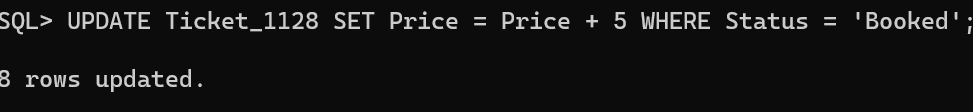 SQL> UPDATE Ticket_1128 SET Price = Price + 5 WHERE Status = 'Booked';
8 rows updated.